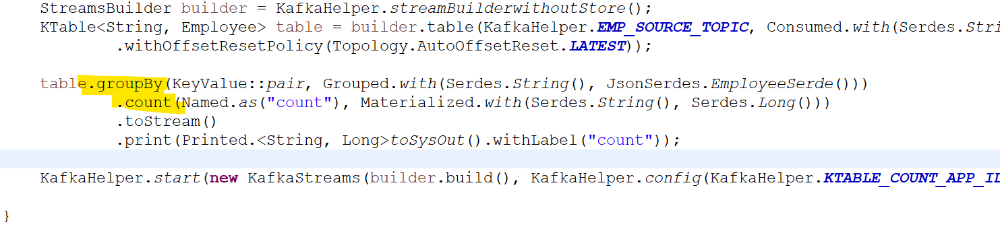 StreamsBuilder builder = KafkaHelper.streamBuilderwithoutStore();
KTable<String, Employee> table = builder.table(KafkaHelper.EMP_SOURCE_TOPIC, Consumed.with(Serdes.Stri
.withOffsetResetPolicy(Topology.AutoOffsetReset.LATEST));
table.groupBy(KeyValue::pair, Grouped.with(Serdes.String(), JsonSerdes.EmployeeSerde()))
.count(Named.as("count"), Materialized.with(Serdes.String(), Serdes.Long()))
.toStream()
.print(Printed.<String, Long>toSysOut().withLabel("count"));
KafkaHelper.start(new KafkaStreams(builder.build(), KafkaHelper.config(KafkaHelper.KTABLE_COUNT_APP_ID
}